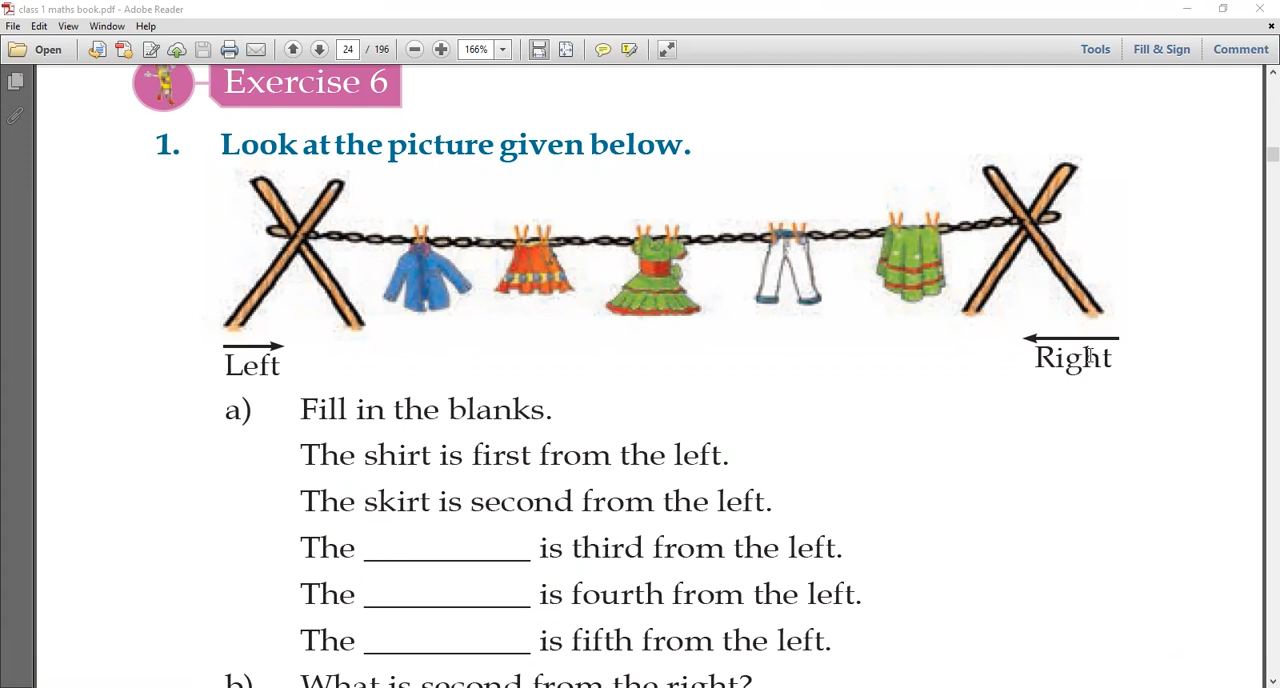 class 1 maths book.pdf - Adobe Reader
File Edit View Window Help
Open 24 / 196 166% Tools Fill & Sign Comment
Exercise 6
1. Look at the picture given below.
Left
Right
a) Fill in the blanks.
The shirt is first from the left.
The skirt is second from the left.
The __________ is third from the left.
The __________ is fourth from the left.
The __________ is fifth from the left.
b) What is second from the right?